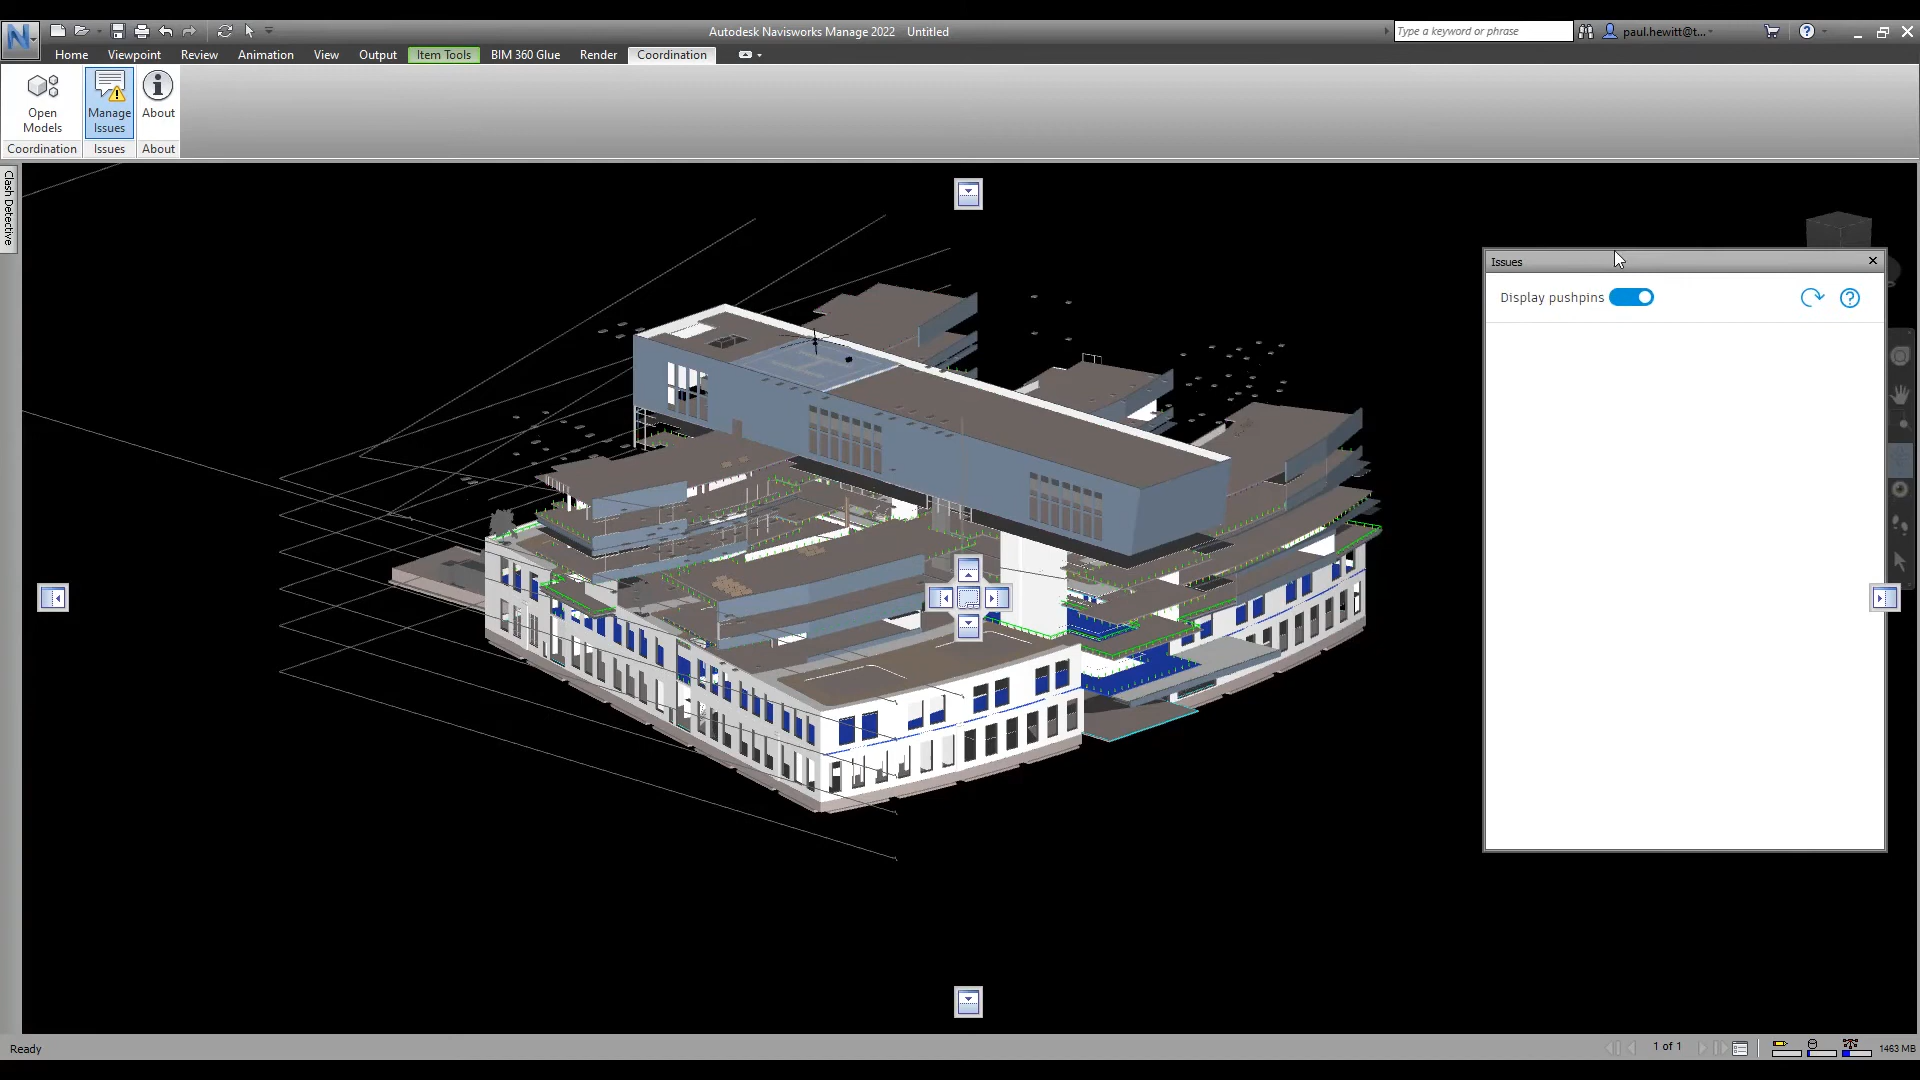 Autodesk Navisworks Manage 2022 Untitled
Type a keyword or phrase
paul.hewitt@t...
Home Viewpoint Review Animation View Output Item Tools BIM 360 Glue Render Coordination
Open Models
Manage Issues
About
Coordination Issues About
Clash Detective
Issues
Display pushpins
Ready
1 of 1
1463 MB